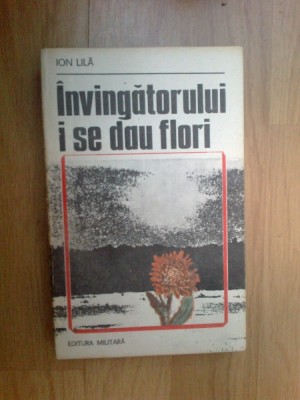 ION LILĂ
Învingătorului
i se dau flori
EDITURA MILITARĂ